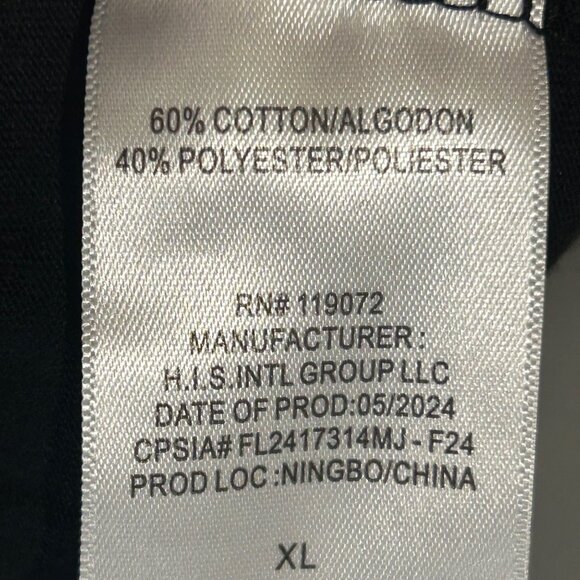 60% COTTON/ALGODON
40% POLYESTER/POLIESTER
RN# 119072
MANUFACTURER :
H.I.S.INTL GROUP LLC
DATE OF PROD:05/2024
CPSIA# FL2417314MJ - F24
PROD LOC :NINGBO/CHINA
XL